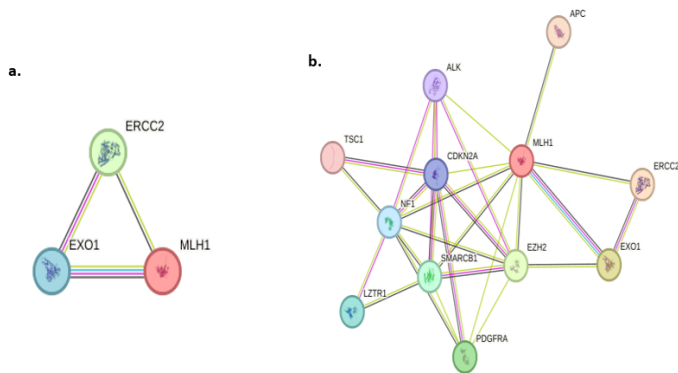 a.
ERCC2
EXO1
MLH1
b.
APC
ALK
TSC1
MLH1
CDKN2A
ERCC2
NF1
SMARCB1
EZH2
EXO1
LZTR1
PDGFRA